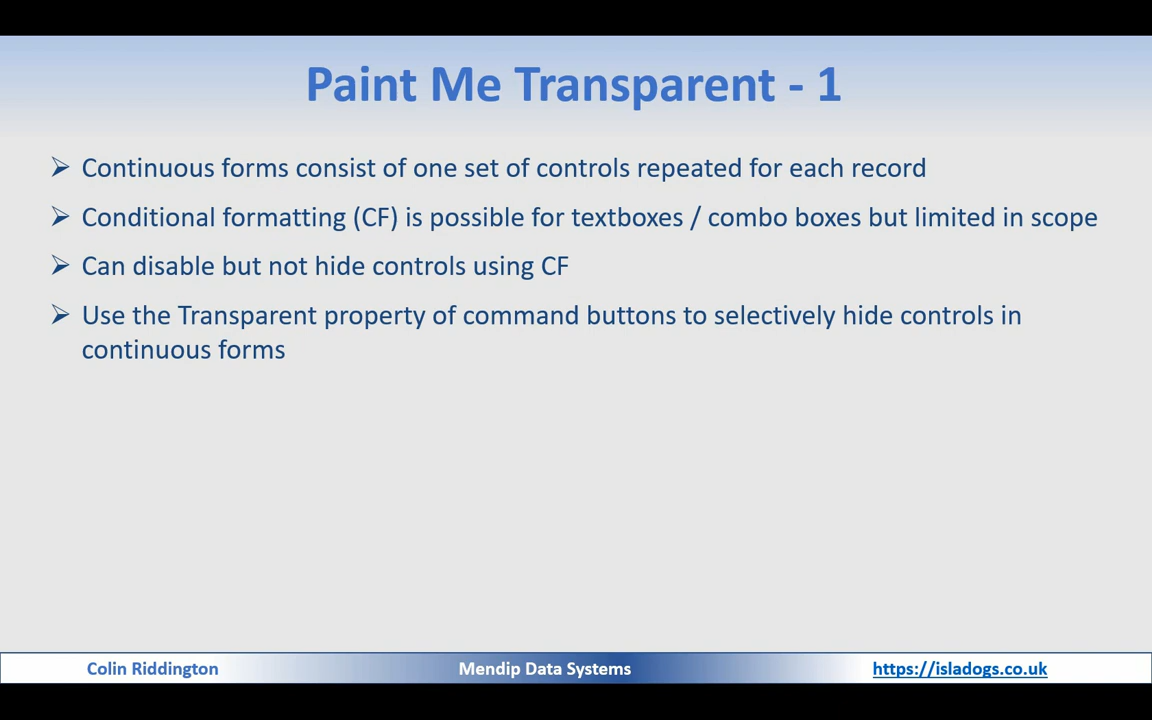 Paint Me Transparent - 1
Continuous forms consist of one set of controls repeated for each record
Conditional formatting (CF) is possible for textboxes / combo boxes but limited in scope
Can disable but not hide controls using CF
Use the Transparent property of command buttons to selectively hide controls in
continuous forms
Colin Riddington
Mendip Data Systems
https://isladogs.co.uk